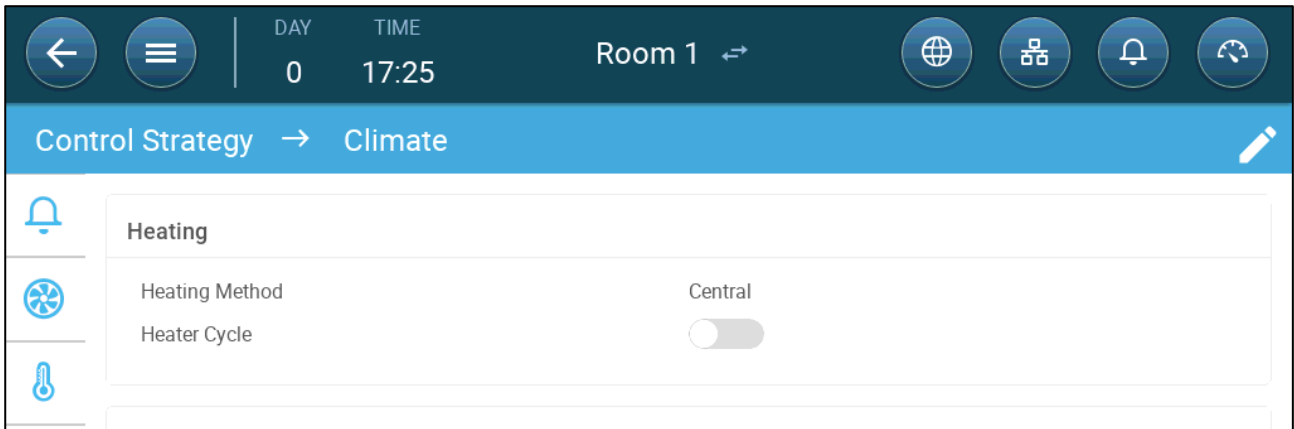 DAY TIME
0 17:25
Room 1
Control Strategy → Climate
Heating
Heating Method Central
Heater Cycle